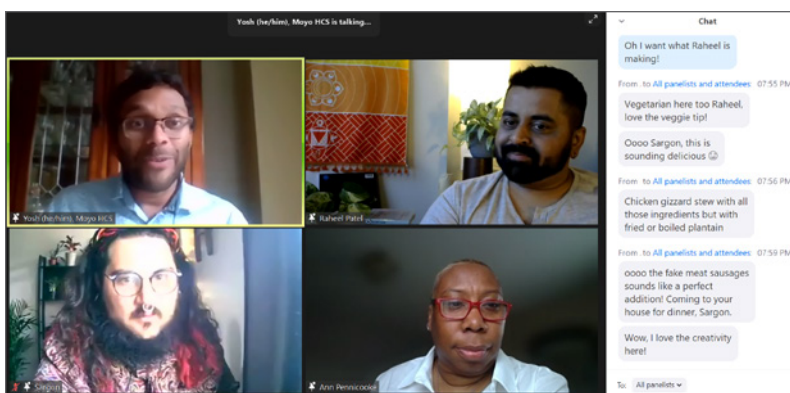 Yosh (he/him), Moyo HCS is talking...
Yosh (he/him), Moyo HCS
Raheel Patel
Sargon
Ann Pennicooke
Chat
Oh I want what Raheel is
making!
From . to All panelists and attendees: 07:55 PM
Vegetarian here too Raheel,
love the veggie tip!
Oooo Sargon, this is
sounding delicious 😋
From . to All panelists and attendees: 07:56 PM
Chicken gizzard stew with all
those ingredients but with
fried or boiled plantain
From . to All panelists and attendees: 07:59 PM
oooo the fake meat sausages
sounds like a perfect
addition! Coming to your
house for dinner, Sargon.
Wow, I love the creativity
here!
To: All panelists